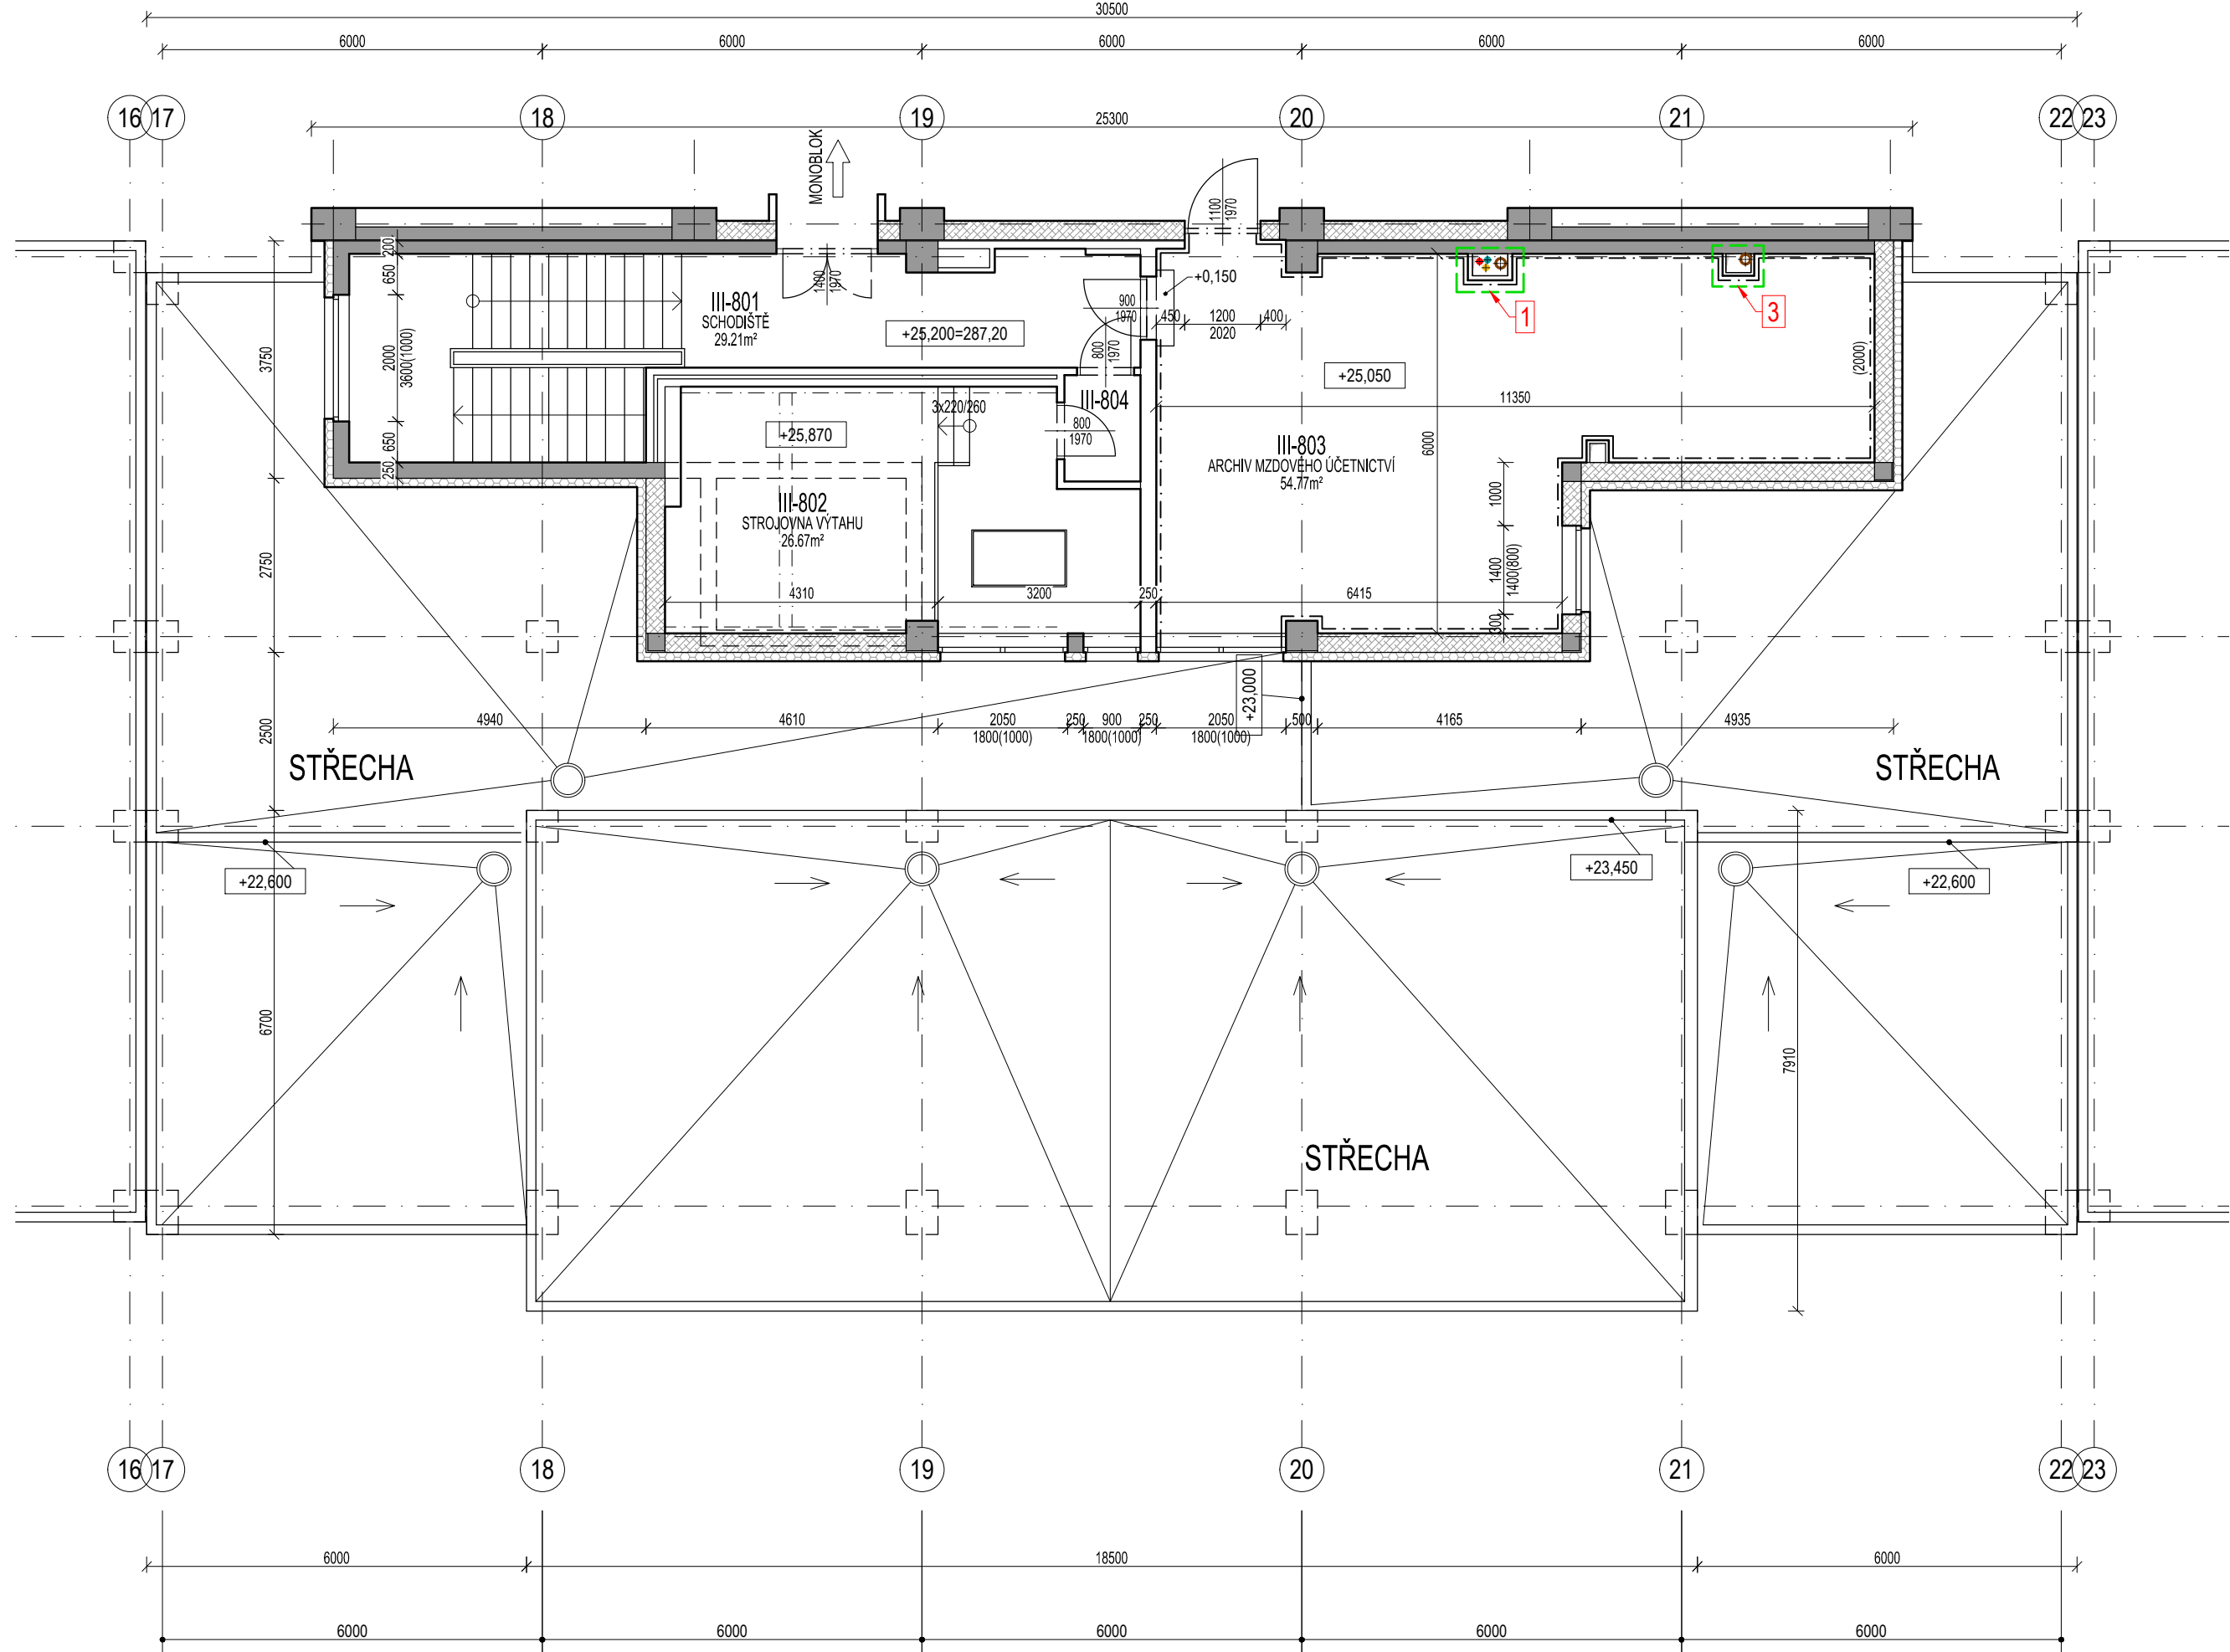 30500
6000 6000 6000 6000 6000
16 17 18 19 20 21 22 23
25300
MONOBLOK
1100
1970
200
650
2000
3600(1000)
650
250
3750
2750
2500
6700
III-801
SCHODIŠTĚ
29.21m²
1400
1970
+25,200=287,20
900
1970
800
1970
+0,150
450 1200 400
2020
1
3
+25,050
(2000)
11350
6000
III-804
3x220/260
800
1970
+25,870
III-803
ARCHIV MZDOVÉHO ÚČETNICTVÍ
54.77m²
III-802
STROJOVNA VÝTAHU
26.67m²
1000
1400
1400(800)
300
4310 3200 250 6415
+23,000
4940 4610 2050 250 900 250 2050 500 4165 4935
1800(1000) 1800(1000) 1800(1000)
STŘECHA
STŘECHA
+22,600
+23,450
+22,600
7910
STŘECHA
16 17 18 19 20 21 22 23
6000 18500 6000
6000 6000 6000 6000 6000